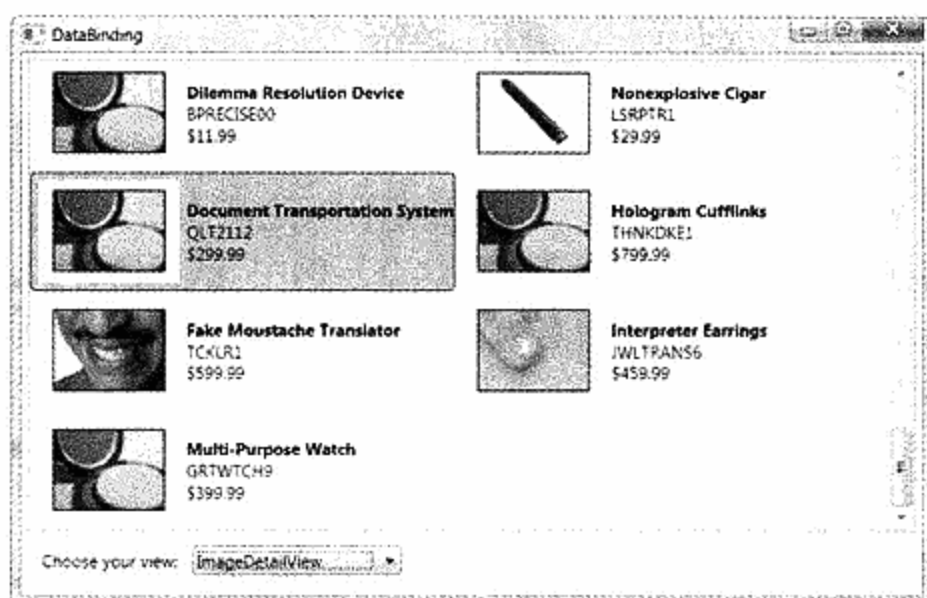 DataBinding
Dilemma Resolution Device
BPRECISE00
$11.99
Nonexplosive Cigar
LSRPTR1
$29.99
Document Transportation System
QLT2112
$299.99
Hologram Cufflinks
THNKDKE1
$799.99
Fake Moustache Translator
TCKLR1
$599.99
Interpreter Earrings
JWLTRANS6
$459.99
Multi-Purpose Watch
GRTWTCH9
$399.99
Choose your view: ImageDetailView